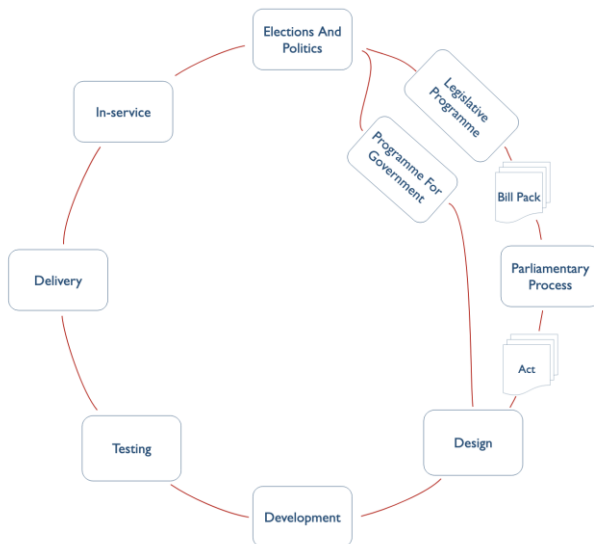 Elections And
Politics
Legislative
Programme
Programme For
Government
Bill Pack
Parliamentary
Process
Act
Design
Development
Testing
Delivery
In-service